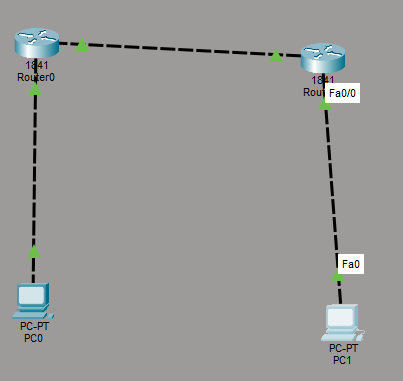 1841
Router0
1841
Rou
Fa0/0
Fa0
PC-PT
PC0
PC-PT
PC1